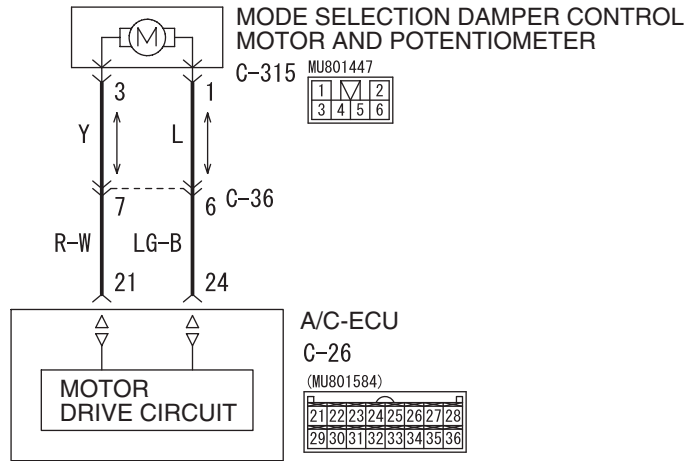 MODE SELECTION DAMPER CONTROL
MOTOR AND POTENTIOMETER
M
C-315 MU801447
1 2
3 4 5 6
3 1
Y L
7 6 C-36
R-W LG-B
21 24
A/C-ECU
C-26
(MU801584)
21 22 23 24 25 26 27 28
29 30 31 32 33 34 35 36
MOTOR
DRIVE CIRCUIT